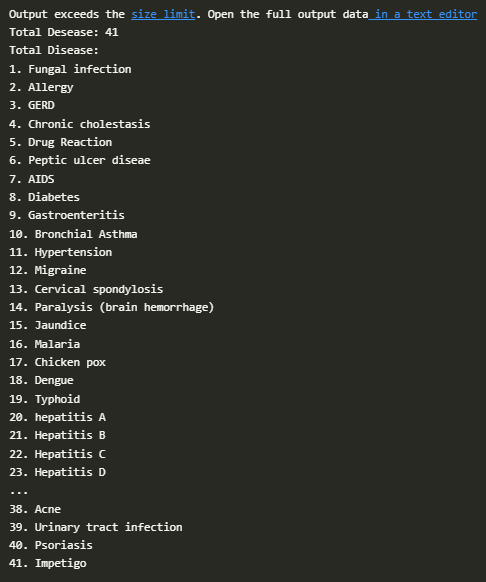 Output exceeds the size limit. Open the full output data in a text editor
Total Desease: 41
Total Disease:
1. Fungal infection
2. Allergy
3. GERD
4. Chronic cholestasis
5. Drug Reaction
6. Peptic ulcer diseae
7. AIDS
8. Diabetes
9. Gastroenteritis
10. Bronchial Asthma
11. Hypertension
12. Migraine
13. Cervical spondylosis
14. Paralysis (brain hemorrhage)
15. Jaundice
16. Malaria
17. Chicken pox
18. Dengue
19. Typhoid
20. hepatitis A
21. Hepatitis B
22. Hepatitis C
23. Hepatitis D
...
38. Acne
39. Urinary tract infection
40. Psoriasis
41. Impetigo